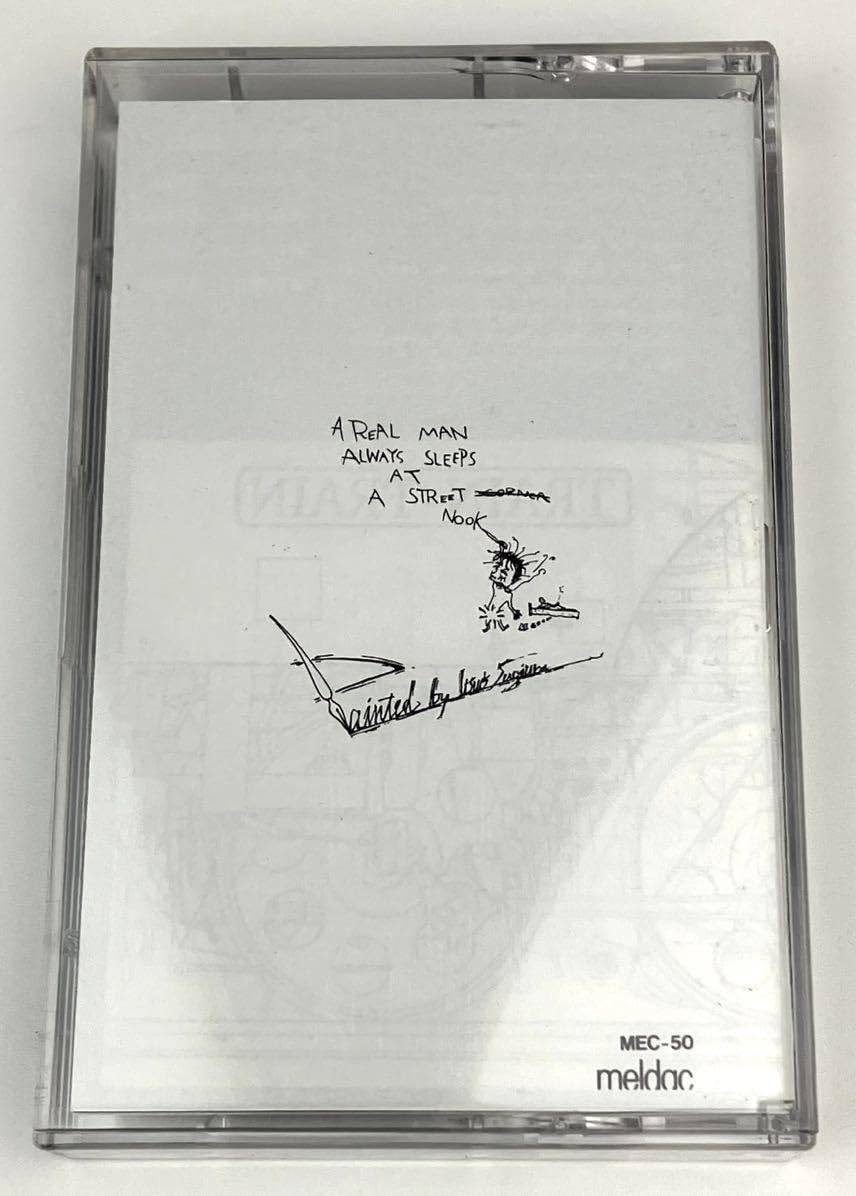 A REAL MAN
ALWAYS SLEEPS
AT
A STREET CORNER
NOOK
Painted by
MEC-50
meldac